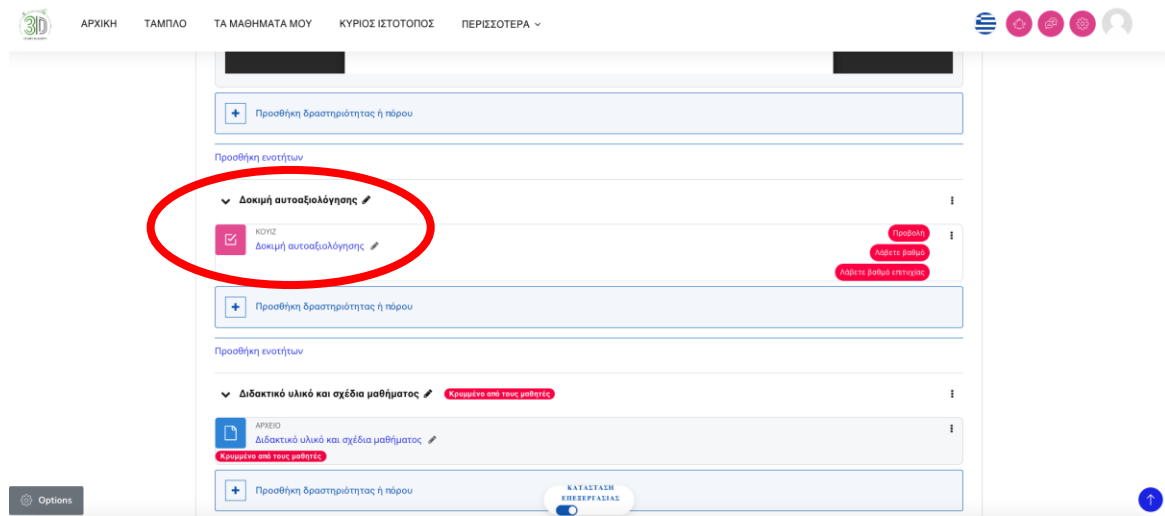 3D
ΑΡΧΙΚΗ ΤΑΜΠΛΟ ΤΑ ΜΑΘΗΜΑΤΑ ΜΟΥ ΚΥΡΙΟΣ ΙΣΤΟΤΟΠΟΣ ΠΕΡΙΣΣΟΤΕΡΑ
Προσθήκη δραστηριότητας ή πόρου
Προσθήκη ενοτήτων
Δοκιμή αυτοαξιολόγησης
ΚΟΥΙΖ
Δοκιμή αυτοαξιολόγησης
Προβολή
Λάβετε βαθμό
Λάβετε βαθμό επιτυχίας
Προσθήκη δραστηριότητας ή πόρου
Προσθήκη ενοτήτων
Διδακτικό υλικό και σχέδια μαθήματος Κρυμμένο από τους μαθητές
ΑΡΧΕΙΟ
Διδακτικό υλικό και σχέδια μαθήματος
Κρυμμένο από τους μαθητές
Προσθήκη δραστηριότητας ή πόρου
ΚΑΤΑΣΤΑΣΗ
ΕΠΕΞΕΡΓΑΣΙΑΣ
Options